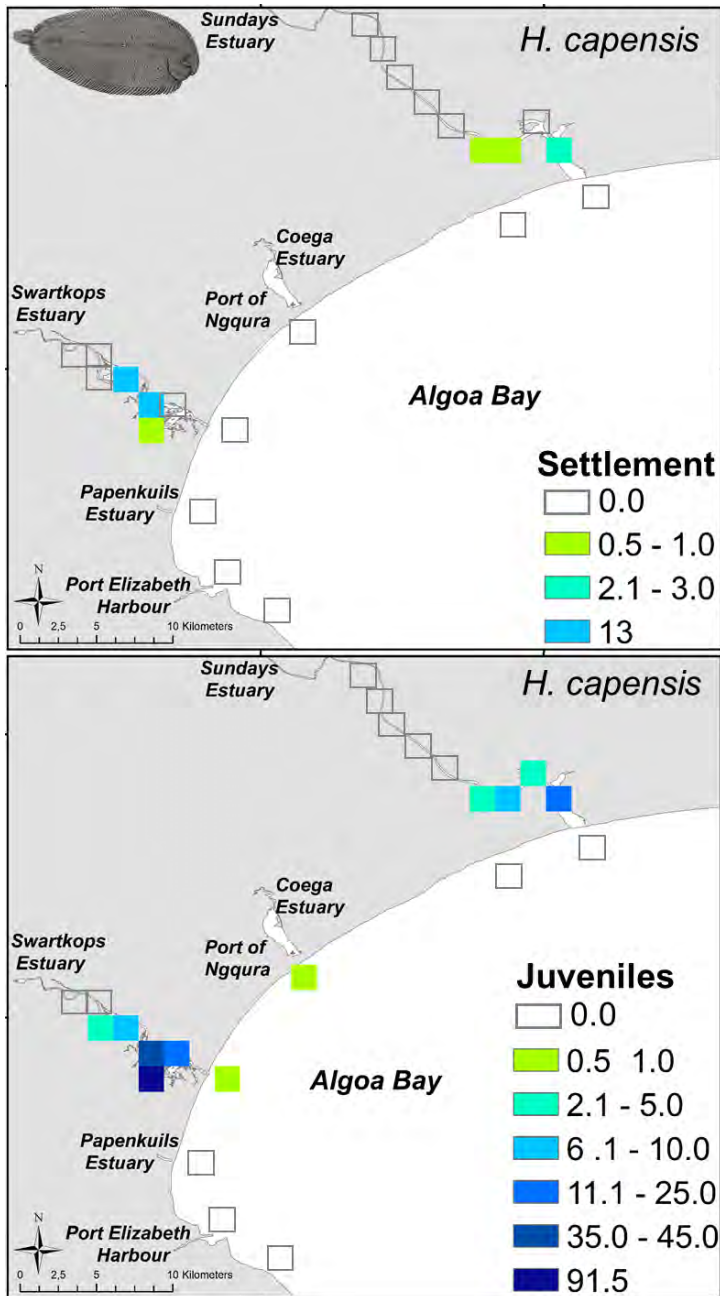 Sundays
Estuary
H. capensis
Coega
Estuary
Swartkops
Estuary
Port of
Ngqura
Algoa Bay
Settlement
0.0
Papenkuils
Estuary
0.5 - 1.0
2.1 - 3.0
Port Elizabeth
Harbour
13
N
0 2,5 5 10 Kilometers
Sundays
Estuary
H. capensis
Coega
Estuary
Swartkops
Estuary
Port of
Ngqura
Juveniles
0.0
0.5 1.0
Algoa Bay
2.1 - 5.0
Papenkuils
Estuary
6 .1 - 10.0
11.1 - 25.0
Port Elizabeth
Harbour
35.0 - 45.0
91.5
N
0 2,5 5 10 Kilometers